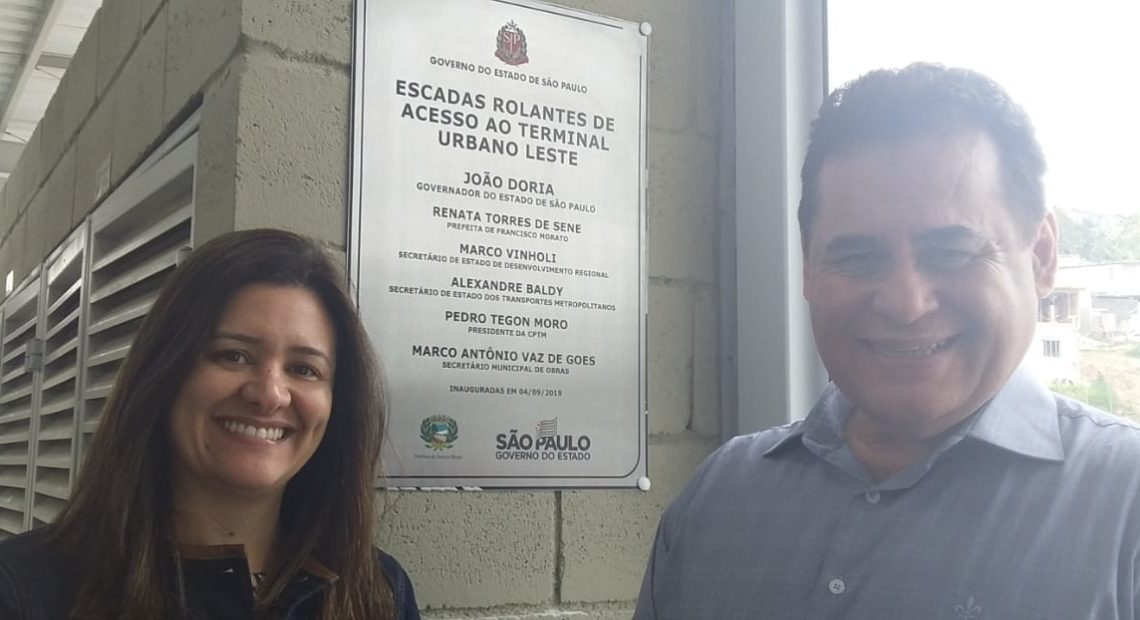 GOVERNO DO ESTADO DE SÃO PAULO
ESCADAS ROLANTES DE
ACESSO AO TERMINAL
URBANO LESTE
JOÃO DORIA
GOVERNADOR DO ESTADO DE SÃO PAULO
RENATA TORRES DE SENE
PREFEITA DE FRANCISCO MORATO
MARCO VINHOLI
SECRETÁRIO DE ESTADO DE DESENVOLVIMENTO REGIONAL
ALEXANDRE BALDY
SECRETÁRIO DE ESTADO DOS TRANSPORTES METROPOLITANOS
PEDRO TEGON MORO
PRESIDENTE DA CPTM
MARCO ANTÔNIO VAZ DE GOES
SECRETÁRIO MUNICIPAL DE OBRAS
INAUGURADAS EM 04/09/2019
SÃO PAULO
GOVERNO DO ESTADO